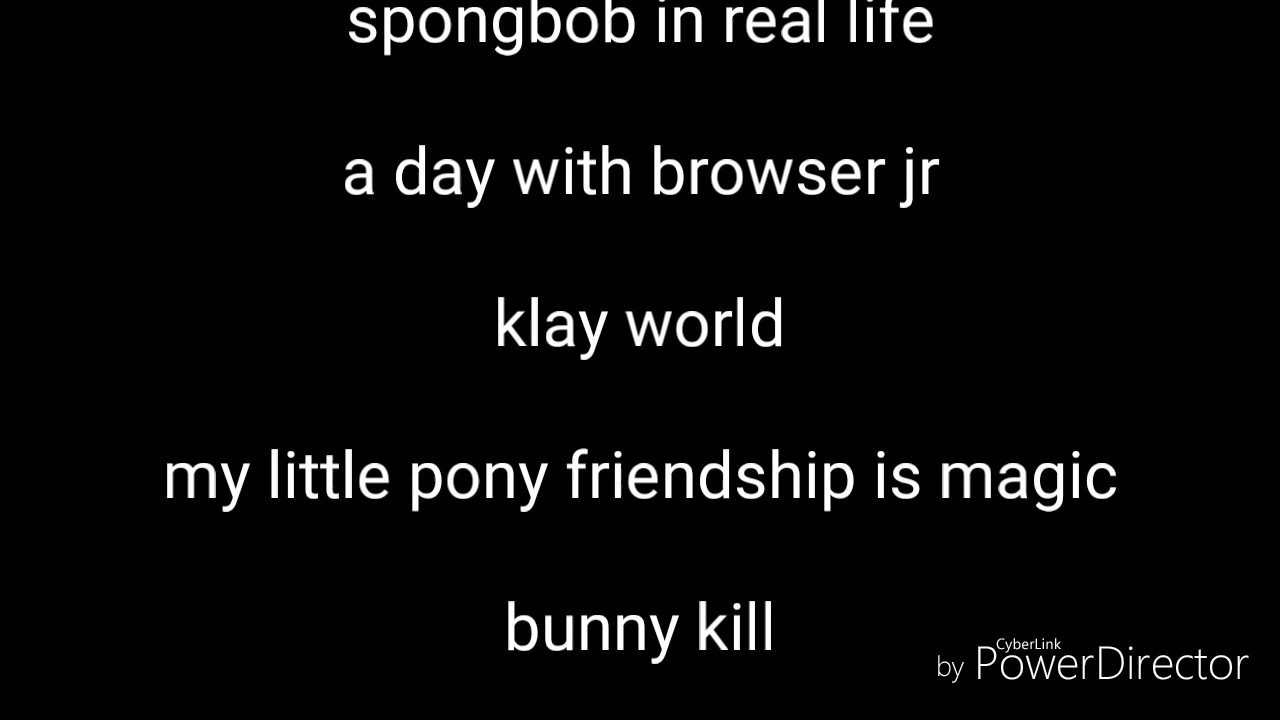 spongbob in real life
a day with browser jr
klay world
my little pony friendship is magic
bunny kill
CyberLink
by PowerDirector